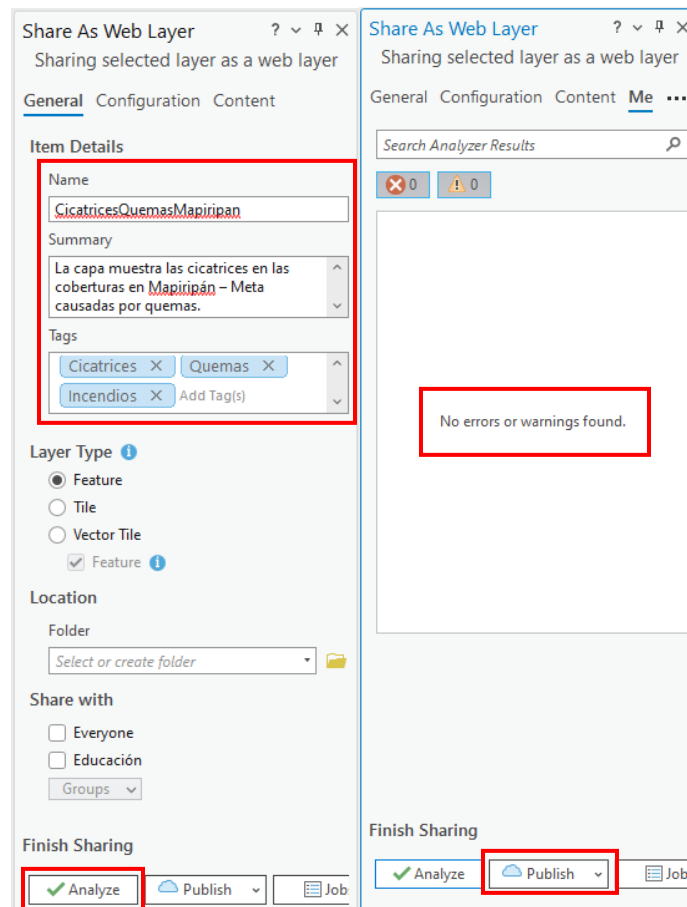 Share As Web Layer
Sharing selected layer as a web layer
General Configuration Content
Item Details
Name
CicatricesQuemasMapiripan
Summary
La capa muestra las cicatrices en las
coberturas en Mapiripán – Meta
causadas por quemas.
Tags
Cicatrices Quemas
Incendios Add Tag(s)
Layer Type
Feature
Tile
Vector Tile
Feature
Location
Folder
Select or create folder
Share with
Everyone
Educación
Groups
Finish Sharing
Analyze Publish Job
Share As Web Layer
Sharing selected layer as a web layer
General Configuration Content Me ...
Search Analyzer Results
0 0
No errors or warnings found.
Finish Sharing
Analyze Publish Job